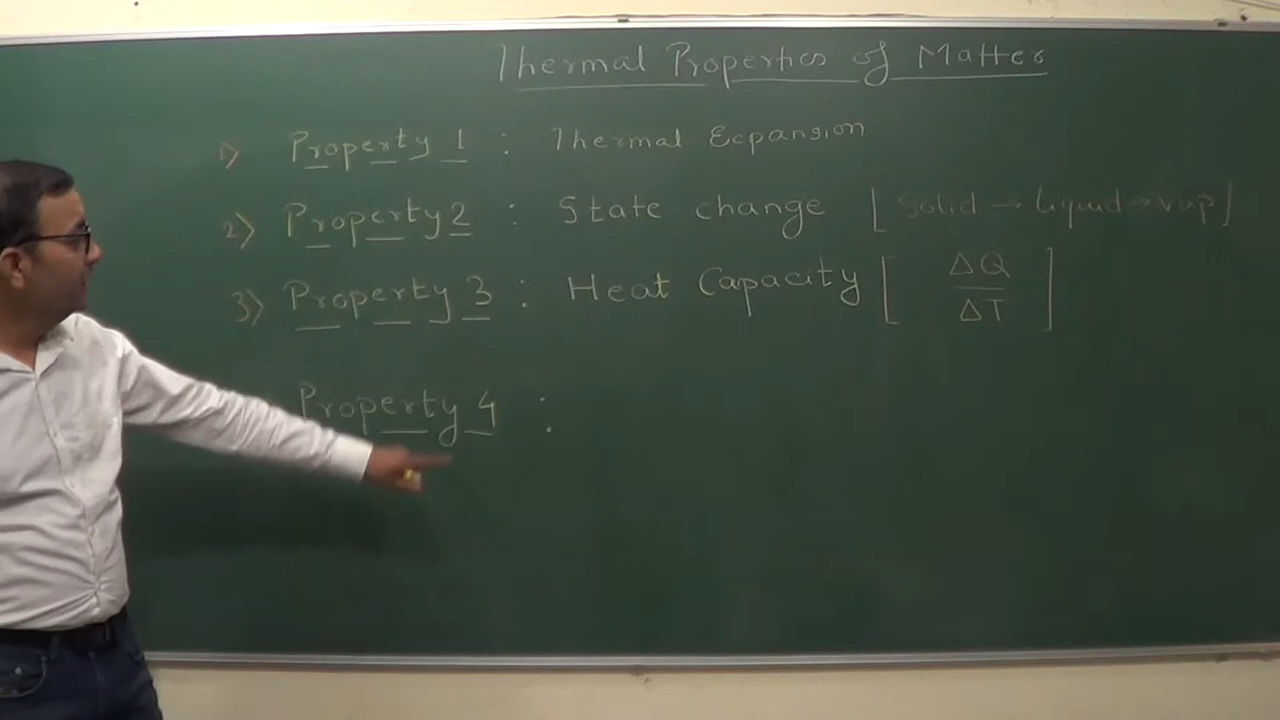 Thermal Properties of Matter
1) Property 1 : Thermal Expansion
2) Property 2 : State change [ Solid → Liquid → vap ]
3) Property 3 : Heat Capacity [ ΔQ / ΔT ]
Property 4 :